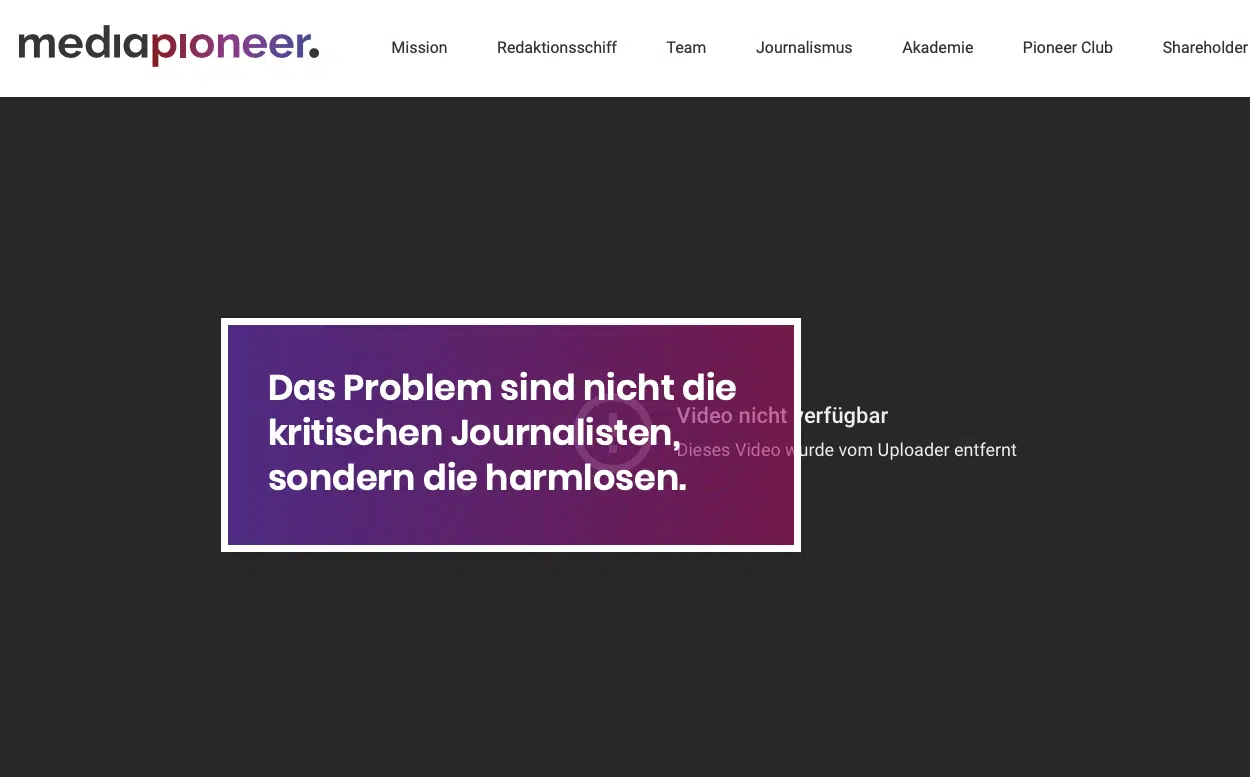 mediapioneer.
Mission Redaktionsschiff Team Journalismus Akademie Pioneer Club Shareholder
Das Problem sind nicht die
kritischen Journalisten,
sondern die harmlosen.
Video nicht verfügbar
Dieses Video wurde vom Uploader entfernt